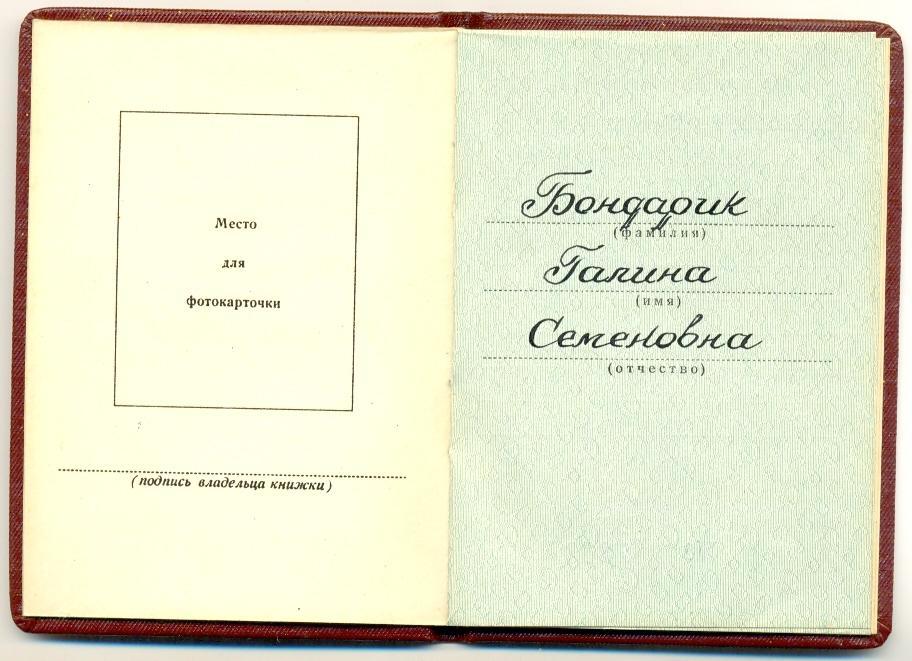 Место
для
фотокарточки
(подпись владельца книжки)
Бондарик
(фамилия)
Галина
(имя)
Семеновна
(отчество)